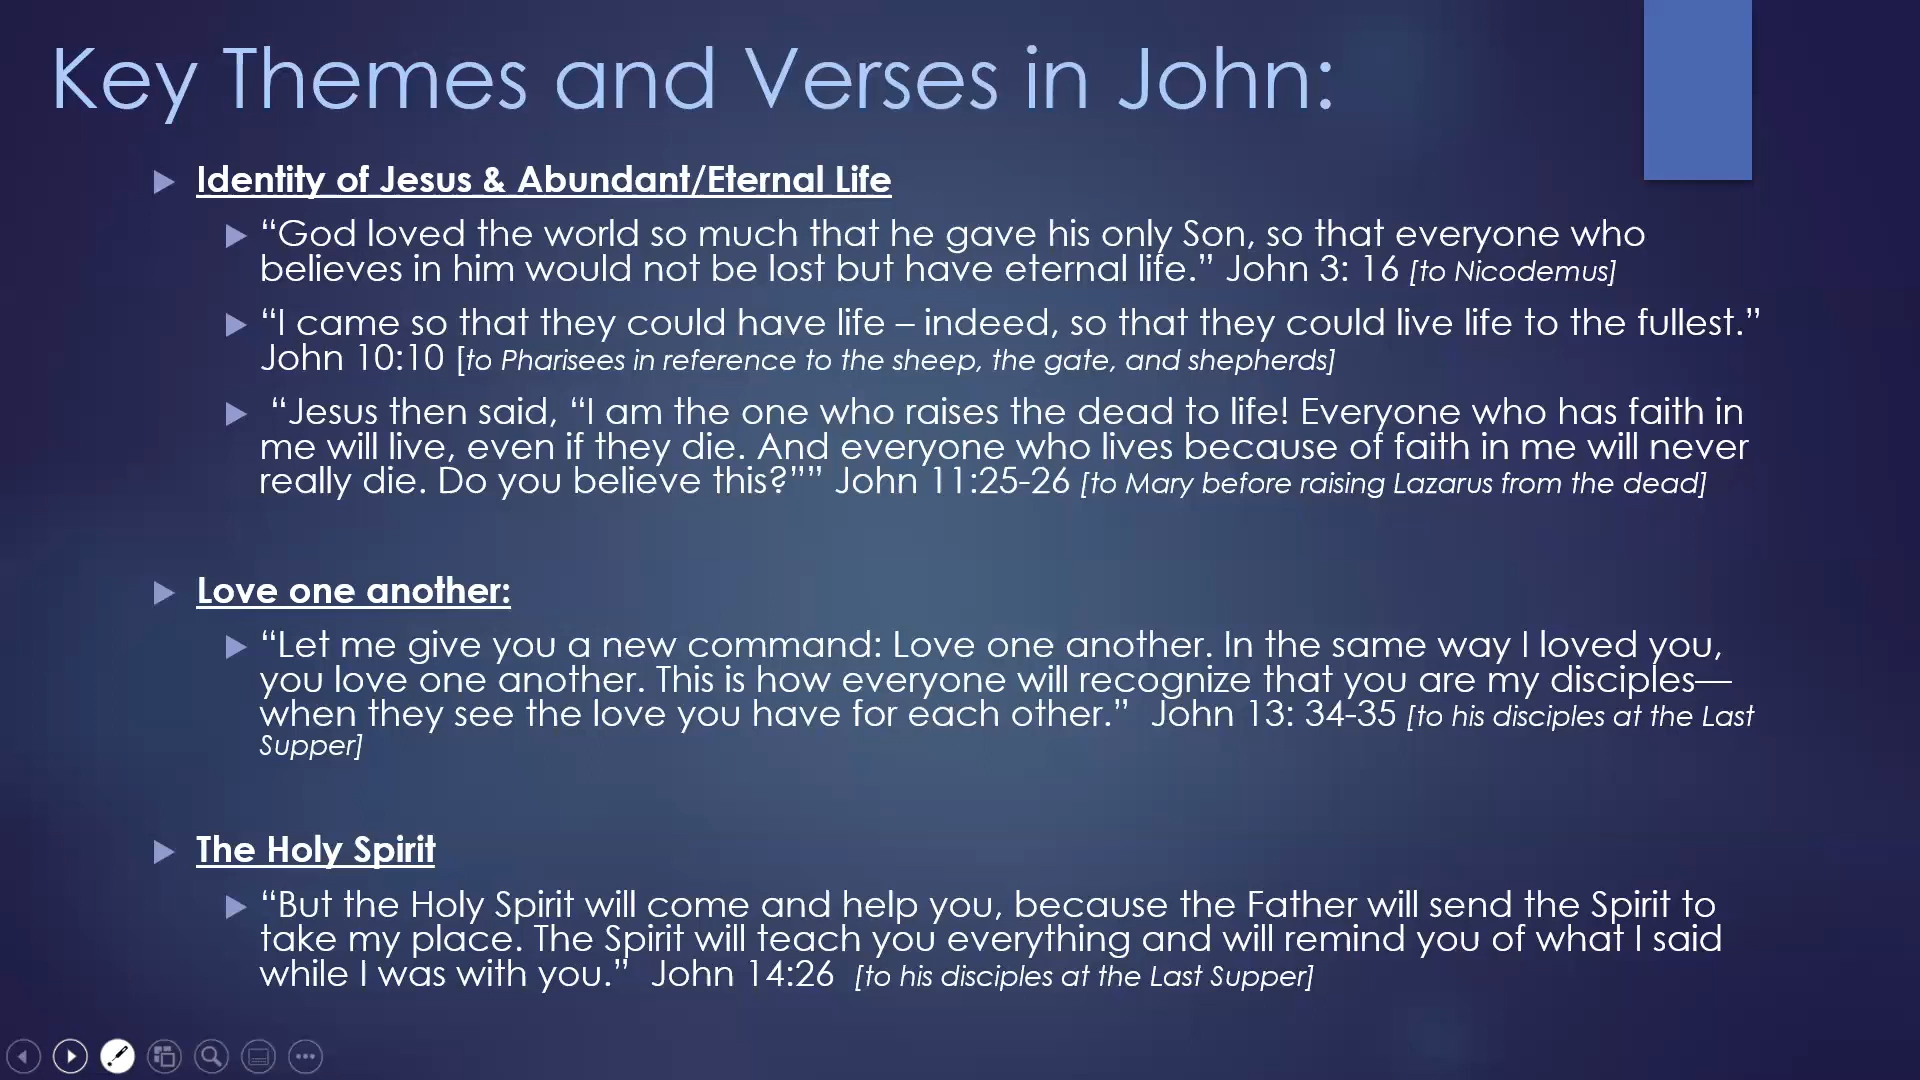 Key Themes and Verses in John:
Identity of Jesus & Abundant/Eternal Life
“God loved the world so much that he gave his only Son, so that everyone who
believes in him would not be lost but have eternal life.” John 3: 16 [to Nicodemus]
“I came so that they could have life – indeed, so that they could live life to the fullest.”
John 10:10 [to Pharisees in reference to the sheep, the gate, and shepherds]
“Jesus then said, “I am the one who raises the dead to life! Everyone who has faith in
me will live, even if they die. And everyone who lives because of faith in me will never
really die. Do you believe this?”” John 11:25-26 [to Mary before raising Lazarus from the dead]
Love one another:
“Let me give you a new command: Love one another. In the same way I loved you,
you love one another. This is how everyone will recognize that you are my disciples—
when they see the love you have for each other.” John 13: 34-35 [to his disciples at the Last
Supper]
The Holy Spirit
“But the Holy Spirit will come and help you, because the Father will send the Spirit to
take my place. The Spirit will teach you everything and will remind you of what I said
while I was with you.” John 14:26 [to his disciples at the Last Supper]